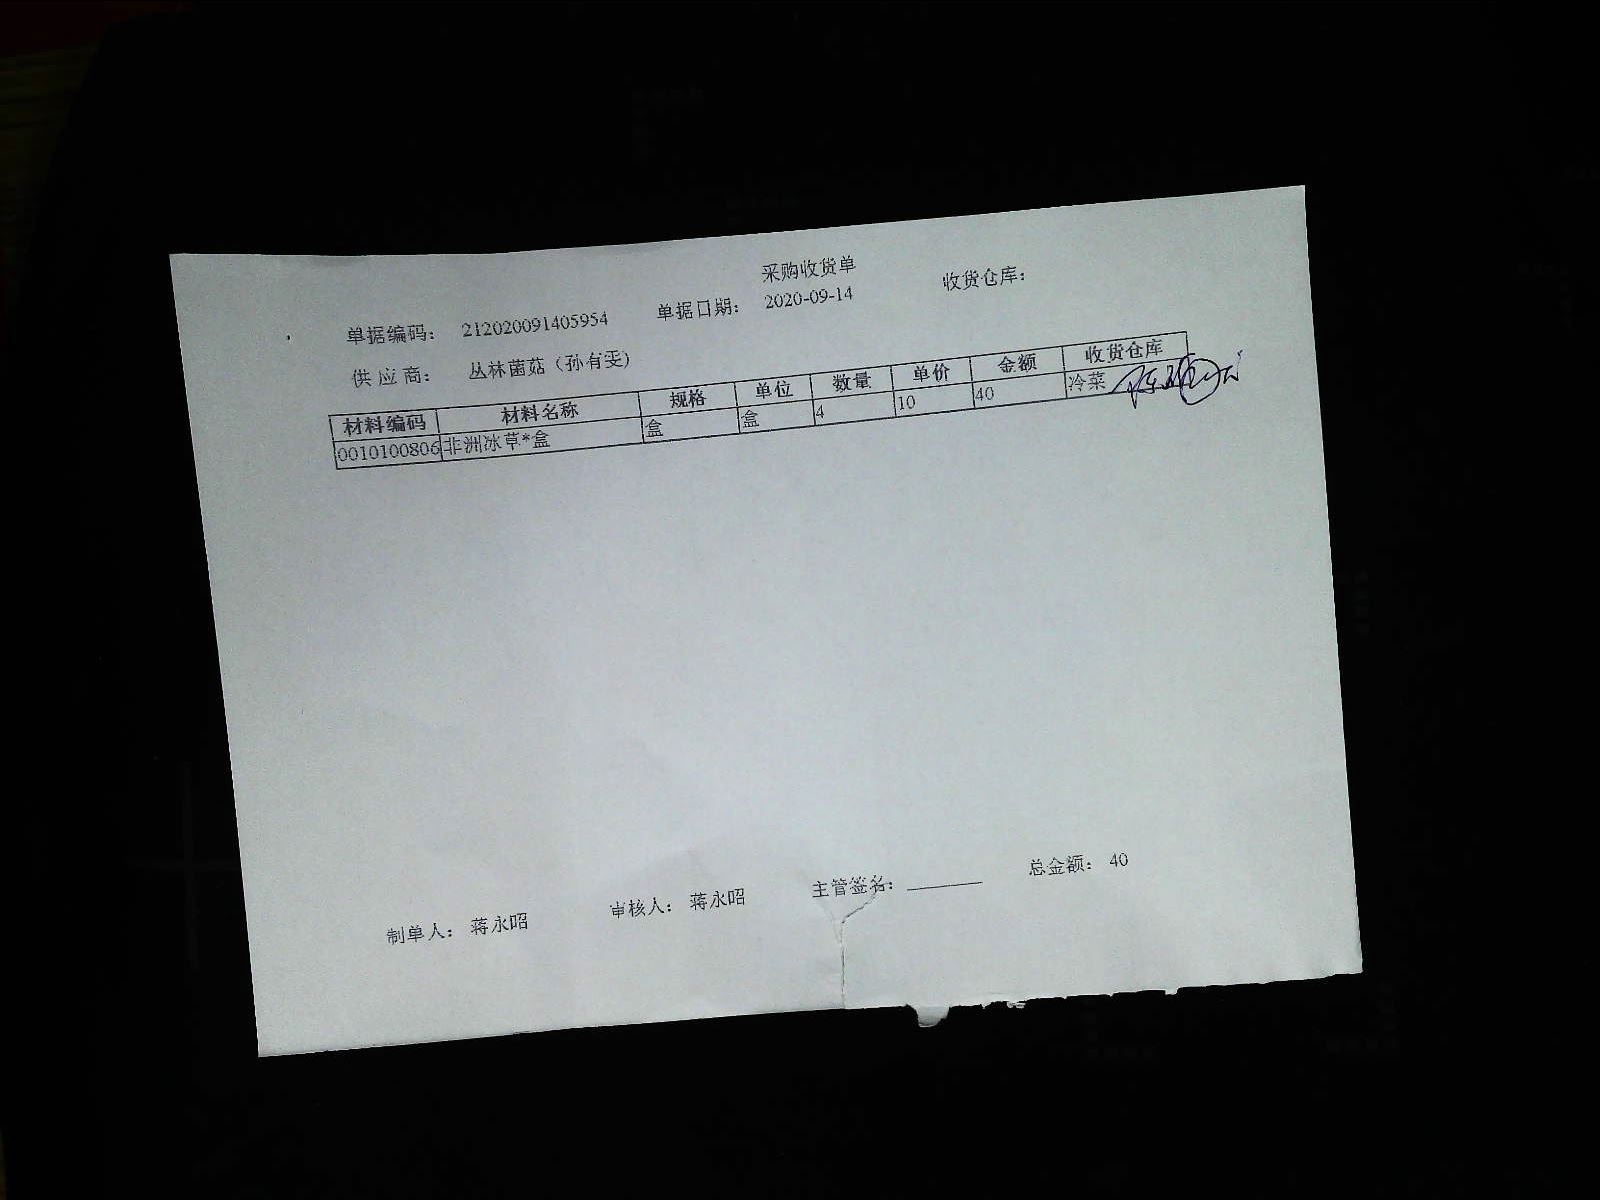 采购收货单
单据编码： 212020091405954 单据日期： 2020-09-14 收货仓库：
供 应 商： 丛林菌菇（孙有雯)
材料编码 材料名称 规格 单位 数量 单价 金额 收货仓库
0010100806 非洲冰草*盒 盒 盒 4 10 40 冷菜
制单人： 蒋永昭 审核人： 蒋永昭 主管签名： 总金额： 40